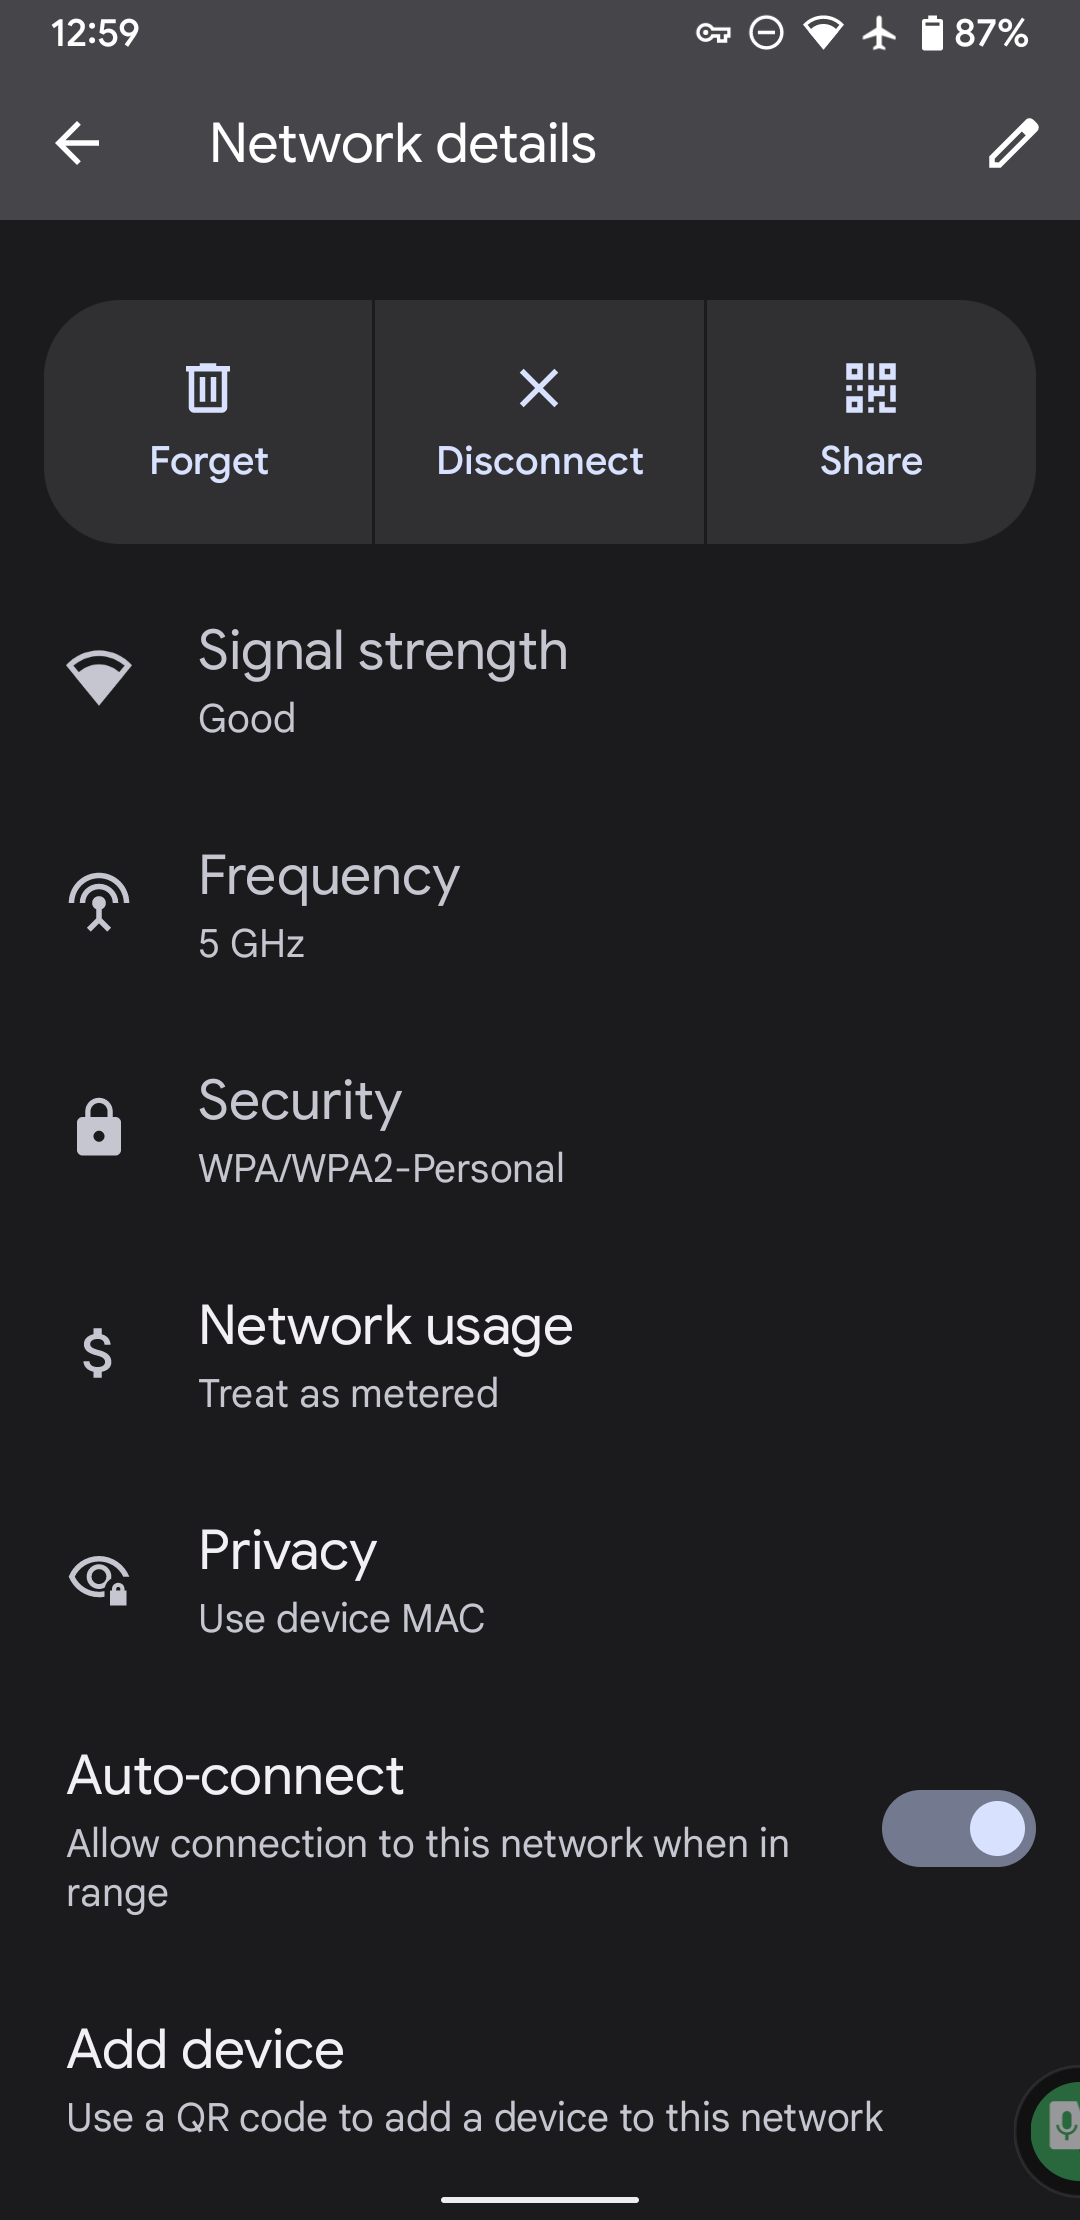 12:59
87%
Network details
Forget
Disconnect
Share
Signal strength
Good
Frequency
5 GHz
Security
WPA/WPA2-Personal
Network usage
Treat as metered
Privacy
Use device MAC
Auto-connect
Allow connection to this network when in
range
Add device
Use a QR code to add a device to this network